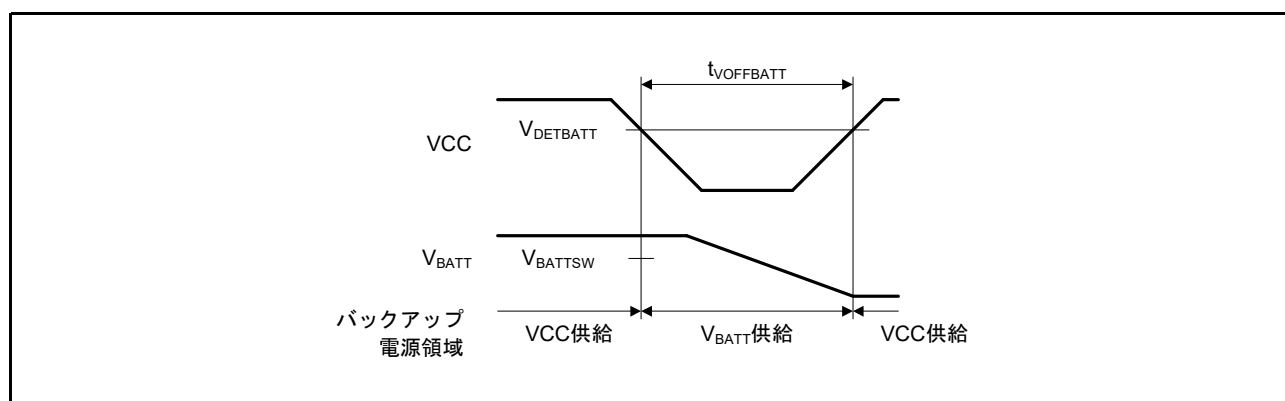 tVOFFBATT
VCC
VDETBATT
VBATT
VBATTSW
バックアップ
電源領域
VCC供給
VBATT供給
VCC供給